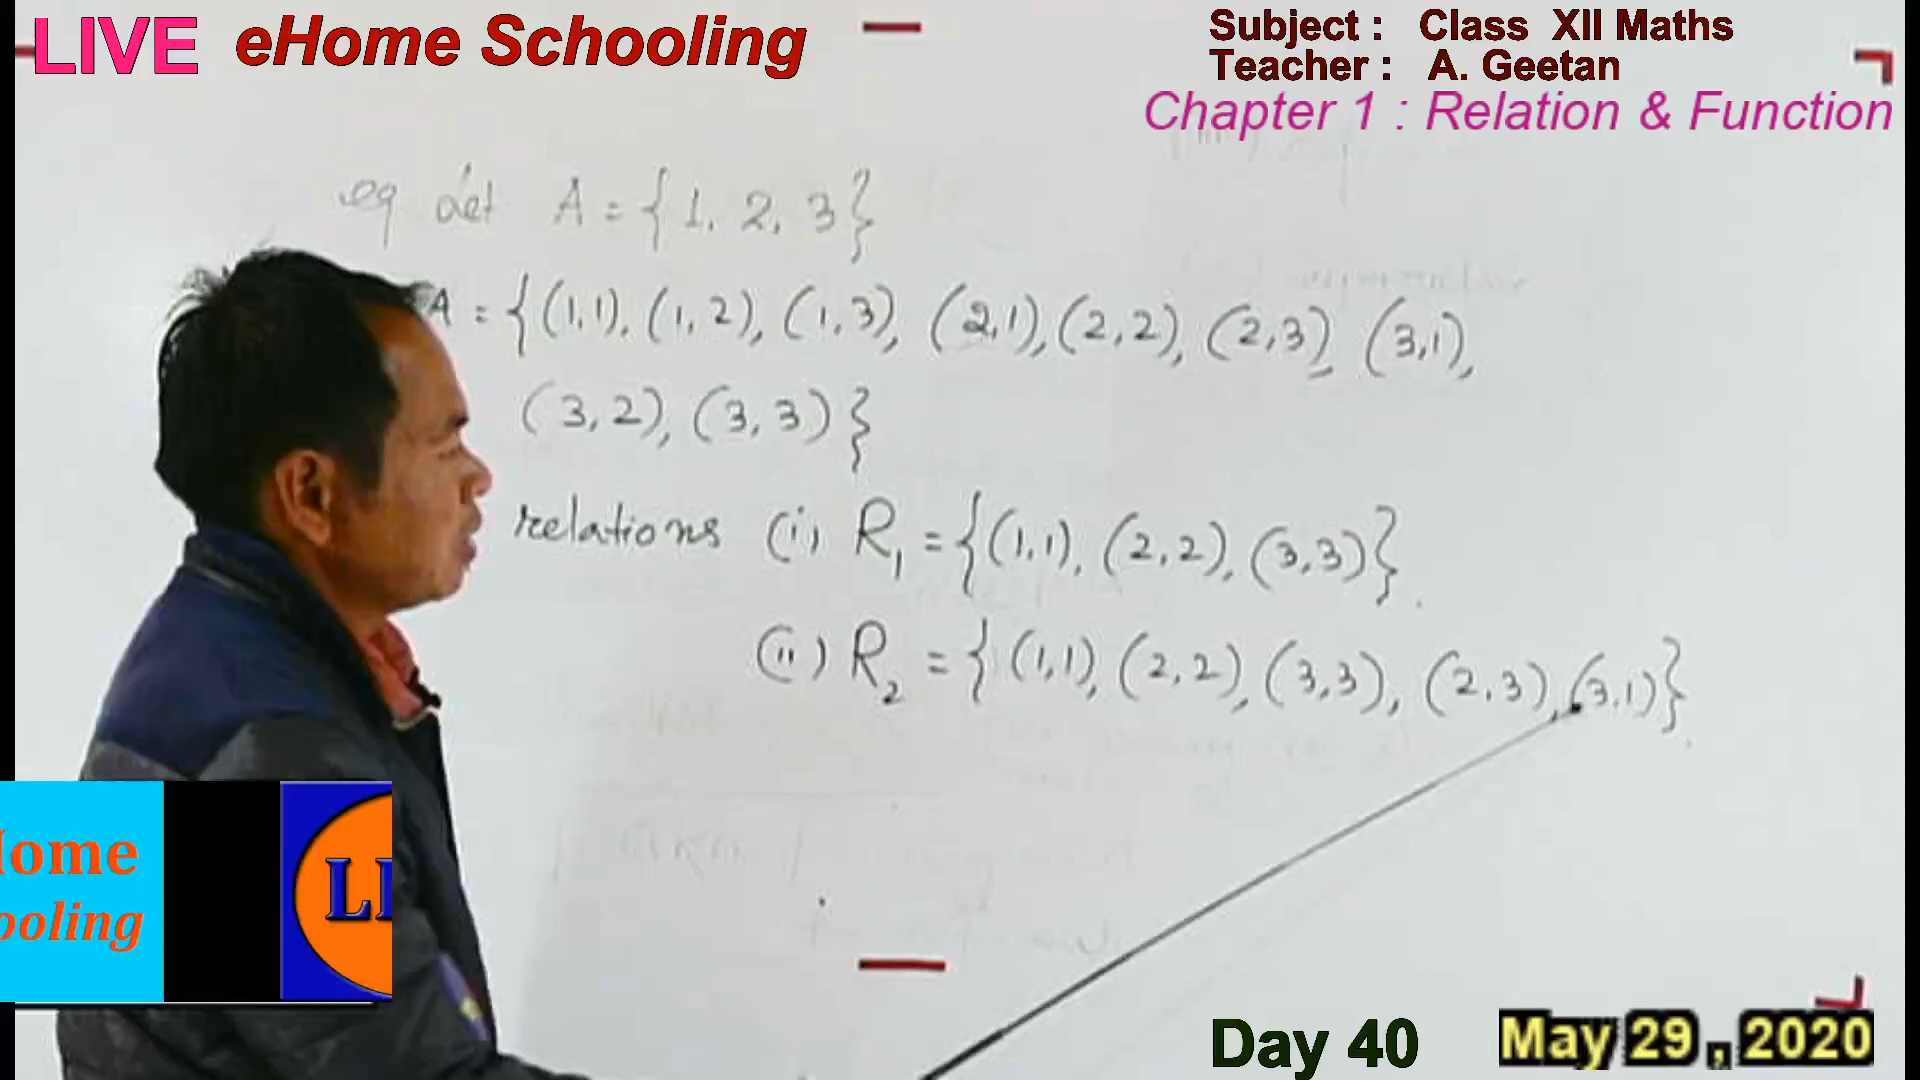 LIVE eHome Schooling
Subject : Class XII Maths
Teacher : A. Geetan
Chapter 1 : Relation & Function
eg Let A = {1, 2, 3}
A = {(1,1), (1,2), (1,3), (2,1), (2,2), (2,3), (3,1),
(3,2), (3,3)}
relations (i) R₁ = {(1,1), (2,2), (3,3)}.
(ii) R₂ = {(1,1), (2,2), (3,3), (2,3), (3,1)}.
ome
ooling
Day 40 May 29 , 2020